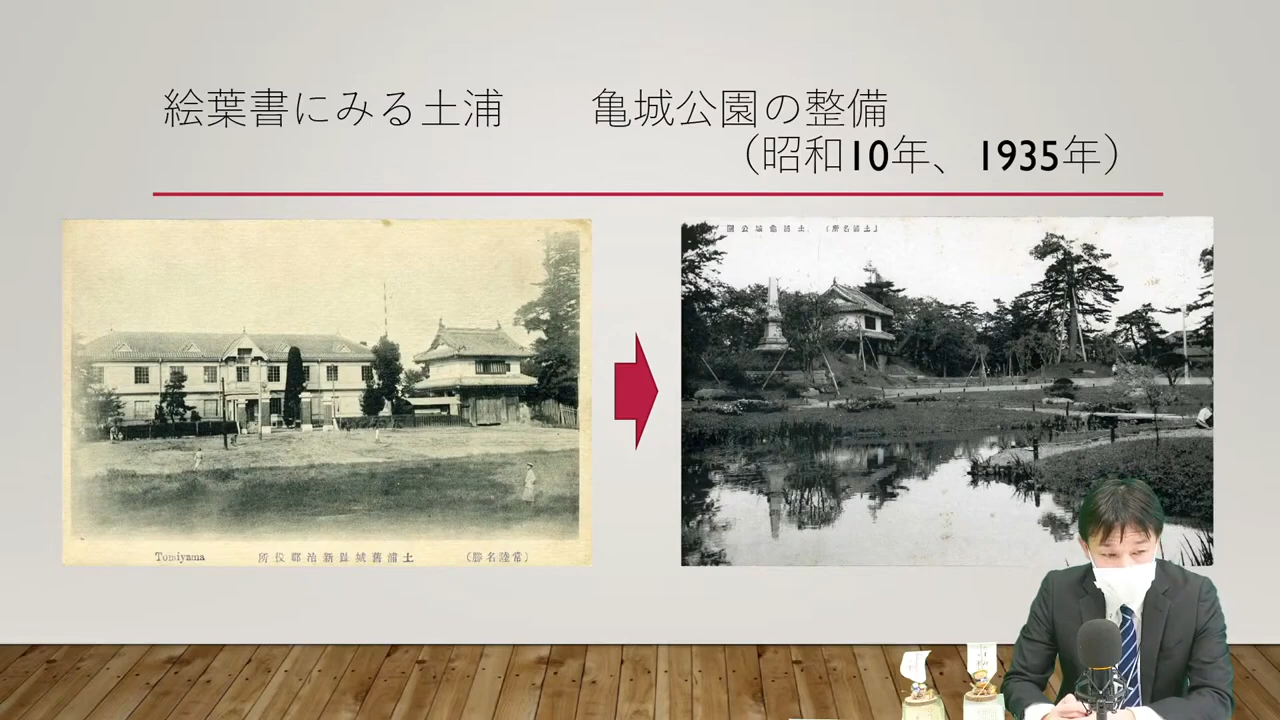 絵葉書にみる土浦　　亀城公園の整備
（昭和10年、1935年）
（土浦名所）　土浦亀城公園
Tomiyama　所役郡治新趾城舊浦土　（常陸名勝）